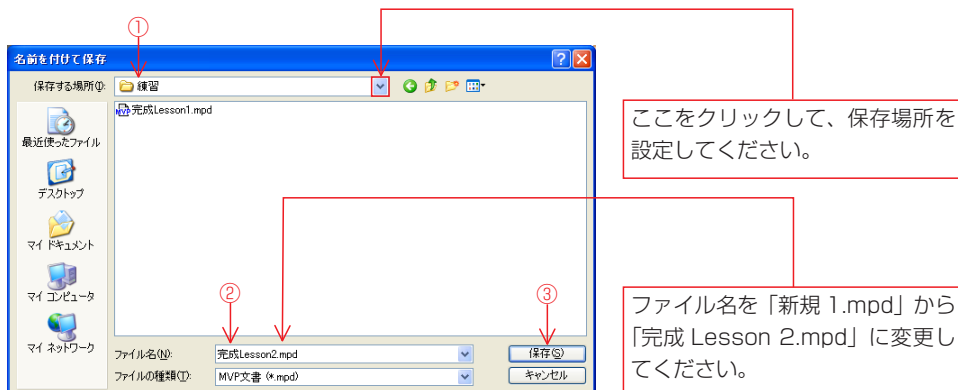 ①
名前を付けて保存
保存する場所(I):
練習
ここをクリックして、保存場所を
設定してください。
MVP
完成Lesson1.mpd
最近使ったファイル
デスクトップ
マイ ドキュメント
マイ コンピュータ
マイ ネットワーク
②
③
ファイル名(N):
完成Lesson2.mpd
保存(S)
ファイルの種類(T):
MVP文書 (*.mpd)
キャンセル
ファイル名を「新規 1.mpd」から
「完成 Lesson 2.mpd」に変更し
てください。